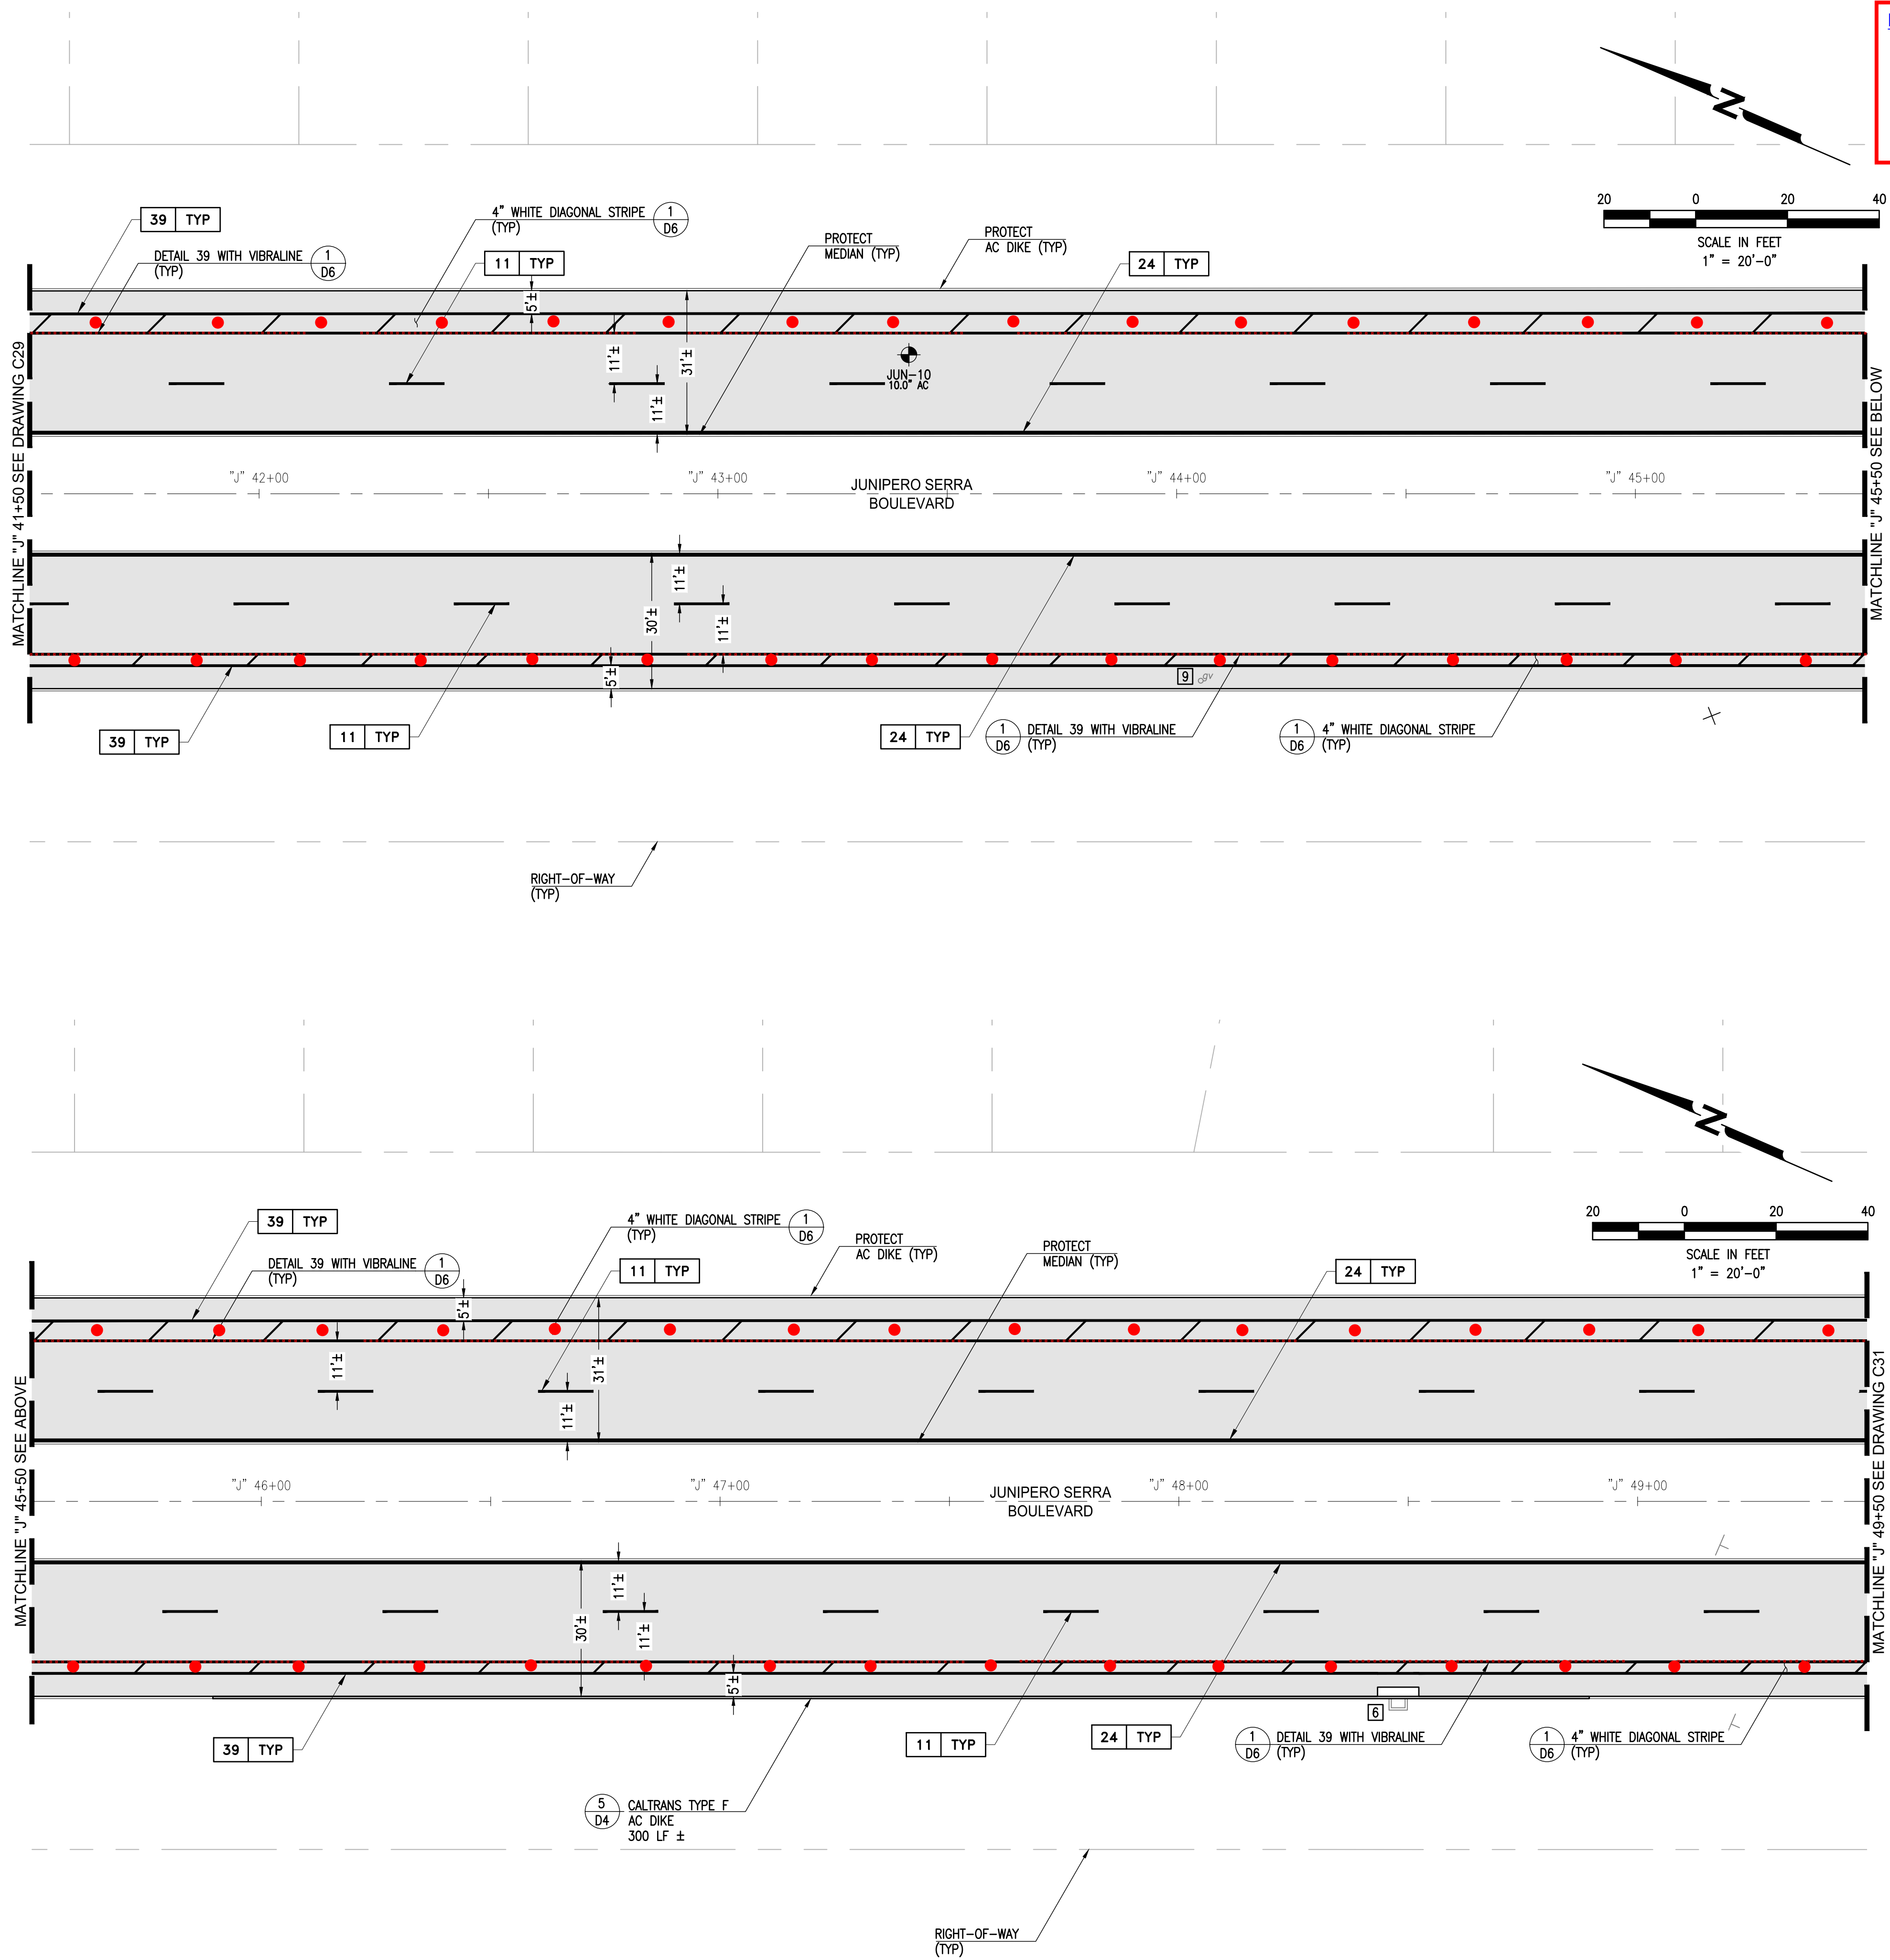 N
20 0 20 40
SCALE IN FEET
1" = 20'-0"
39 TYP
4" WHITE DIAGONAL STRIPE
(TYP)
1
D6
DETAIL 39 WITH VIBRALINE
(TYP)
1
D6
11 TYP
PROTECT
MEDIAN (TYP)
PROTECT
AC DIKE (TYP)
24 TYP
5'±
11'±
11'±
31'±
JUN-10
10.0" AC
MATCHLINE "J" 41+50 SEE DRAWING C29
MATCHLINE "J" 45+50 SEE BELOW
"J" 42+00
"J" 43+00
"J" 44+00
"J" 45+00
JUNIPERO SERRA
BOULEVARD
11'±
30'±
11'±
5'±
9
gv
39 TYP
11 TYP
24 TYP
1
D6
DETAIL 39 WITH VIBRALINE
(TYP)
1
D6
4" WHITE DIAGONAL STRIPE
(TYP)
RIGHT-OF-WAY
(TYP)
N
20 0 20 40
SCALE IN FEET
1" = 20'-0"
39 TYP
4" WHITE DIAGONAL STRIPE
(TYP)
1
D6
DETAIL 39 WITH VIBRALINE
(TYP)
1
D6
11 TYP
PROTECT
AC DIKE (TYP)
PROTECT
MEDIAN (TYP)
24 TYP
5'±
11'±
31'±
11'±
MATCHLINE "J" 45+50 SEE ABOVE
MATCHLINE "J" 49+50 SEE DRAWING C31
"J" 46+00
"J" 47+00
"J" 48+00
"J" 49+00
JUNIPERO SERRA
BOULEVARD
11'±
30'±
11'±
5'±
6
39 TYP
11 TYP
24 TYP
1
D6
DETAIL 39 WITH VIBRALINE
(TYP)
1
D6
4" WHITE DIAGONAL STRIPE
(TYP)
5
D4
CALTRANS TYPE F
AC DIKE
300 LF ±
RIGHT-OF-WAY
(TYP)